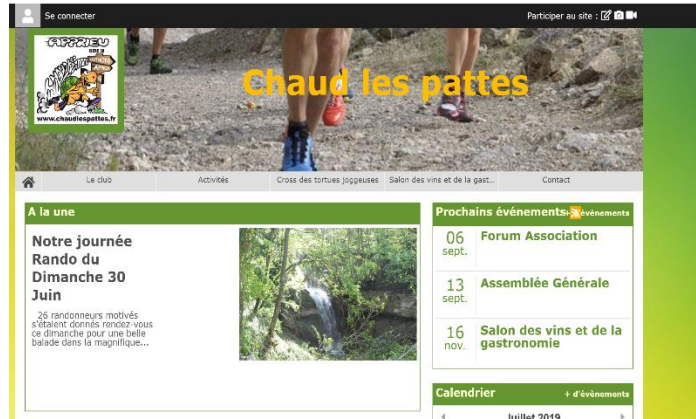 Se connecter
Participer au site :
APPRIEU
www.chaudlespattes.fr
Chaud les pattes
Le club
Activités
Cross des tortues joggeuses
Salon des vins et de la gast...
Contact
A la une
Notre journée
Rando du
Dimanche 30
Juin
26 randonneurs motivés
s'étaient donnés rendez-vous
ce dimanche pour une belle
balade dans la magnifique...
Prochains événements
évènements
06
sept.
Forum Association
13
sept.
Assemblée Générale
16
nov.
Salon des vins et de la
gastronomie
Calendrier
+ d'évènements
Juillet 2019